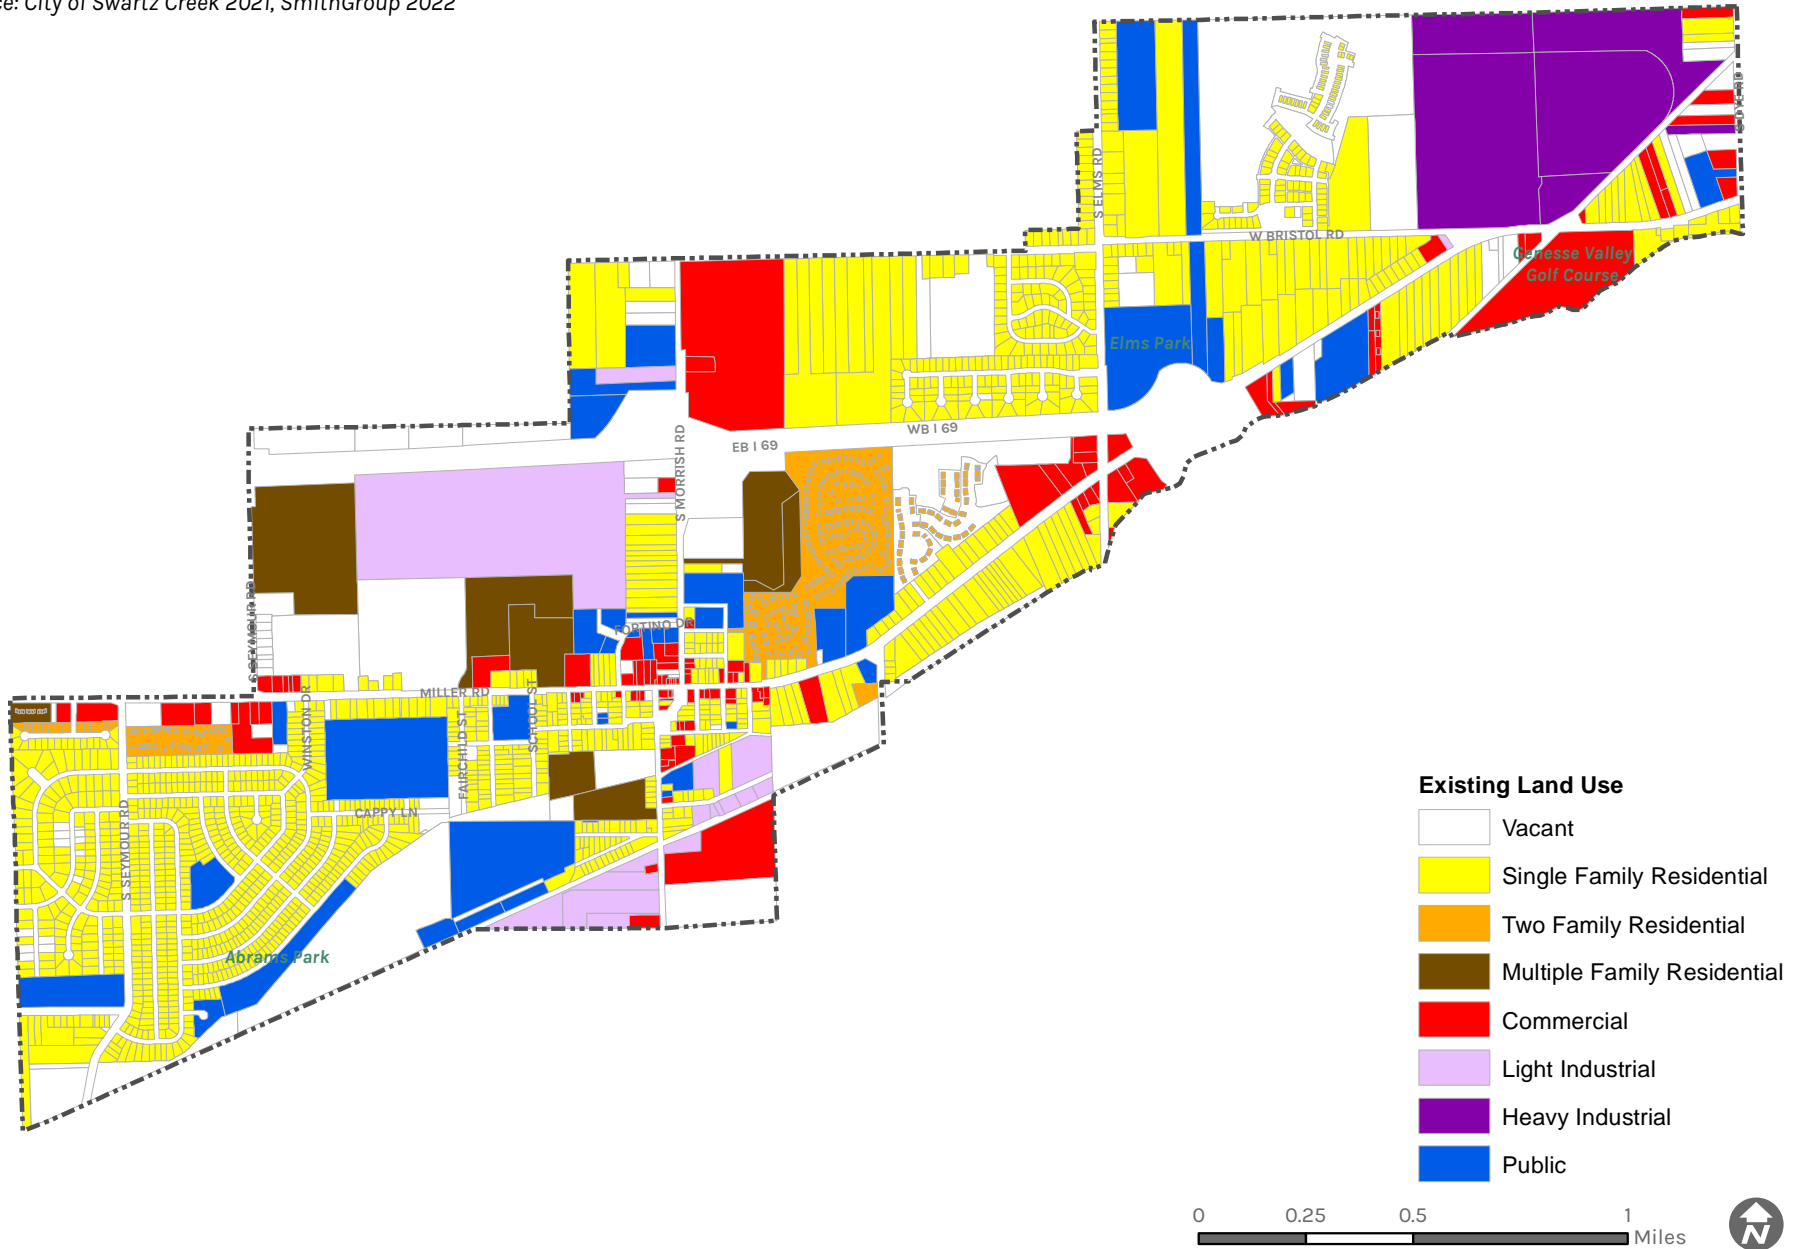 ce: City of Swartz Creek 2021, SmithGroup 2022
S ELMS RD
W BRISTOL RD
Genesse Valley
Golf Course
Elms Park
WB I 69
EB I 69
S MORRISH RD
FORTINO DR
MILLER RD
WINSTON DR
FAIRCHILD ST
SCHOOL ST
CAPPY LN
S SEYMOUR RD
Abrams Park
Existing Land Use
Vacant
Single Family Residential
Two Family Residential
Multiple Family Residential
Commercial
Light Industrial
Heavy Industrial
Public
0 0.25 0.5 1
Miles
N